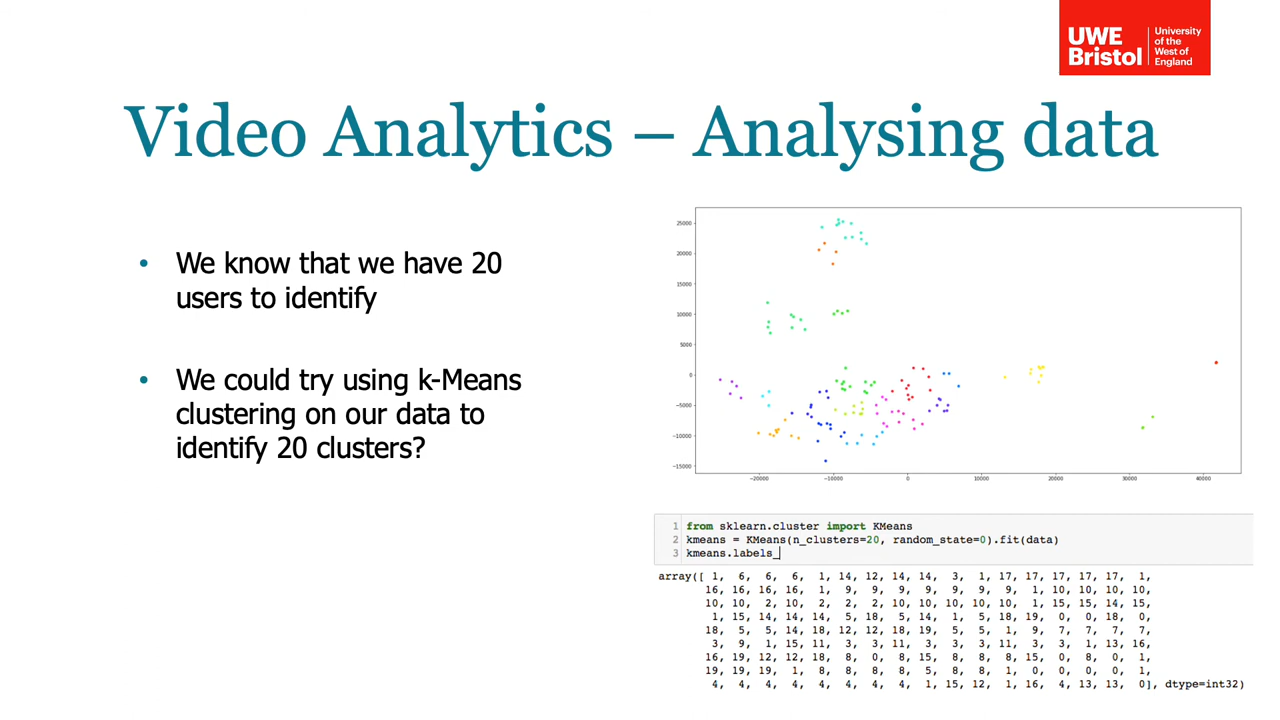 UWE
Bristol
University
of the
West of
England
Video Analytics – Analysing data
• We know that we have 20
users to identify
• We could try using k-Means
clustering on our data to
identify 20 clusters?
25000
20000
15000
10000
5000
0
−5000
−10000
−15000
−20000 −10000 0 10000 20000 30000 40000
1 from sklearn.cluster import KMeans
2 kmeans = KMeans(n_clusters=20, random_state=0).fit(data)
3 kmeans.labels_
array([ 1, 6, 6, 6, 1, 14, 12, 14, 14, 3, 1, 17, 17, 17, 17, 17, 1,
16, 16, 16, 16, 1, 9, 9, 9, 9, 9, 9, 1, 10, 10, 10, 10,
10, 10, 2, 10, 2, 2, 2, 10, 10, 10, 10, 10, 1, 15, 15, 14, 15,
1, 15, 14, 14, 14, 5, 18, 5, 14, 1, 5, 18, 19, 0, 0, 18, 0,
18, 5, 5, 14, 18, 12, 12, 18, 19, 5, 5, 1, 9, 7, 7, 7, 7,
3, 9, 1, 15, 11, 3, 3, 11, 3, 3, 3, 11, 3, 3, 1, 13, 16,
16, 19, 12, 12, 18, 8, 0, 8, 15, 8, 8, 8, 15, 0, 8, 0, 1,
19, 19, 19, 1, 8, 8, 8, 8, 5, 8, 8, 1, 0, 0, 0, 0, 1,
4, 4, 4, 4, 4, 4, 4, 4, 1, 15, 12, 1, 16, 4, 13, 13, 0], dtype=int32)